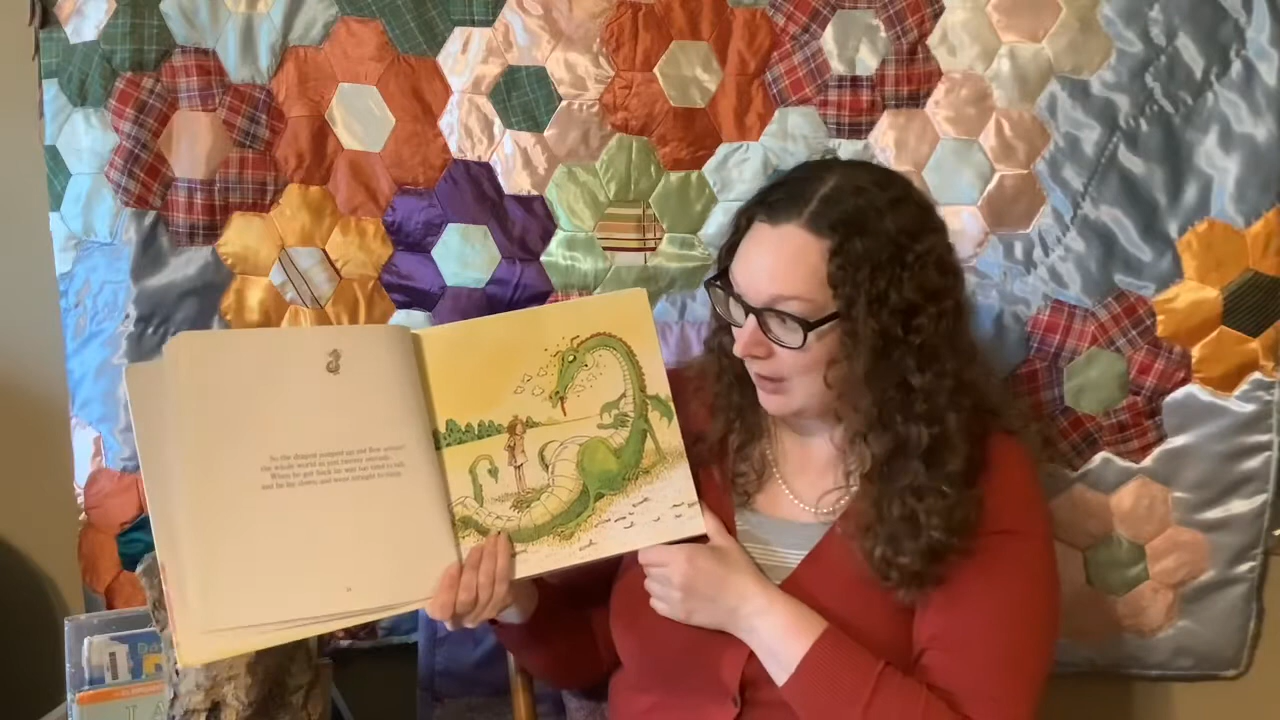 So the dragon jumped up and flew around
the whole world in just twenty seconds.
When he got back he was too tired to talk
and he lay down and went straight to sleep.